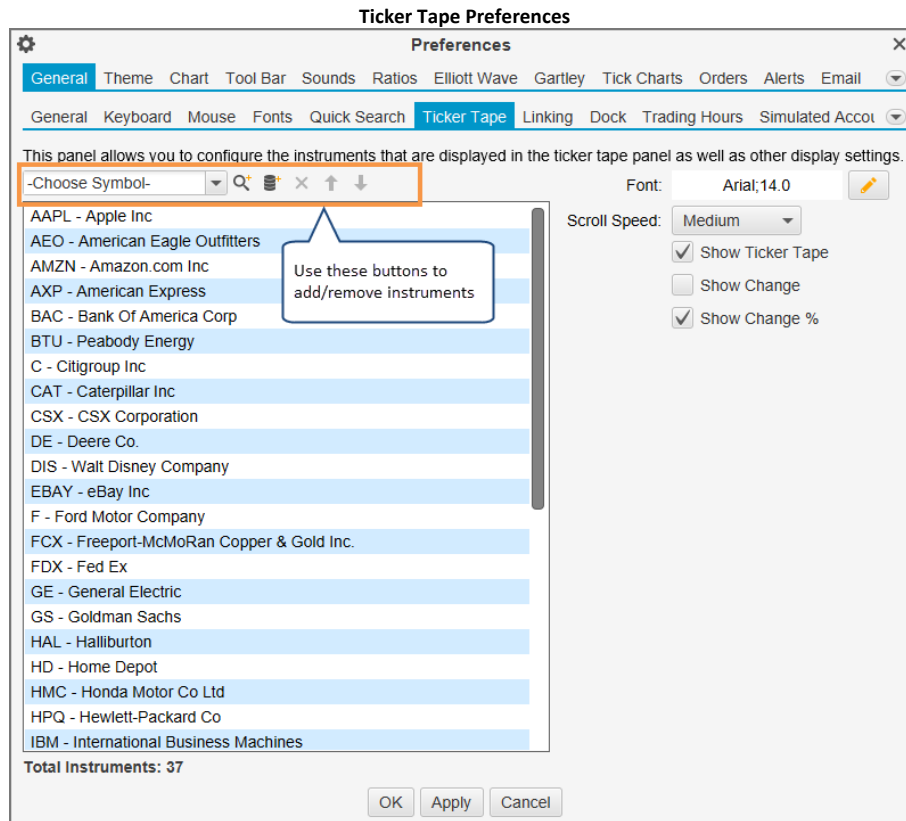 Ticker Tape Preferences
Preferences
General Theme Chart Tool Bar Sounds Ratios Elliott Wave Gartley Tick Charts Orders Alerts Email
General Keyboard Mouse Fonts Quick Search Ticker Tape Linking Dock Trading Hours Simulated Accou
This panel allows you to configure the instruments that are displayed in the ticker tape panel as well as other display settings.
-Choose Symbol-
Font: Arial;14.0
Scroll Speed: Medium
Show Ticker Tape
Show Change
Show Change %
Use these buttons to
add/remove instruments
AAPL - Apple Inc
AEO - American Eagle Outfitters
AMZN - Amazon.com Inc
AXP - American Express
BAC - Bank Of America Corp
BTU - Peabody Energy
C - Citigroup Inc
CAT - Caterpillar Inc
CSX - CSX Corporation
DE - Deere Co.
DIS - Walt Disney Company
EBAY - eBay Inc
F - Ford Motor Company
FCX - Freeport-McMoRan Copper & Gold Inc.
FDX - Fed Ex
GE - General Electric
GS - Goldman Sachs
HAL - Halliburton
HD - Home Depot
HMC - Honda Motor Co Ltd
HPQ - Hewlett-Packard Co
IBM - International Business Machines
Total Instruments: 37
OK Apply Cancel